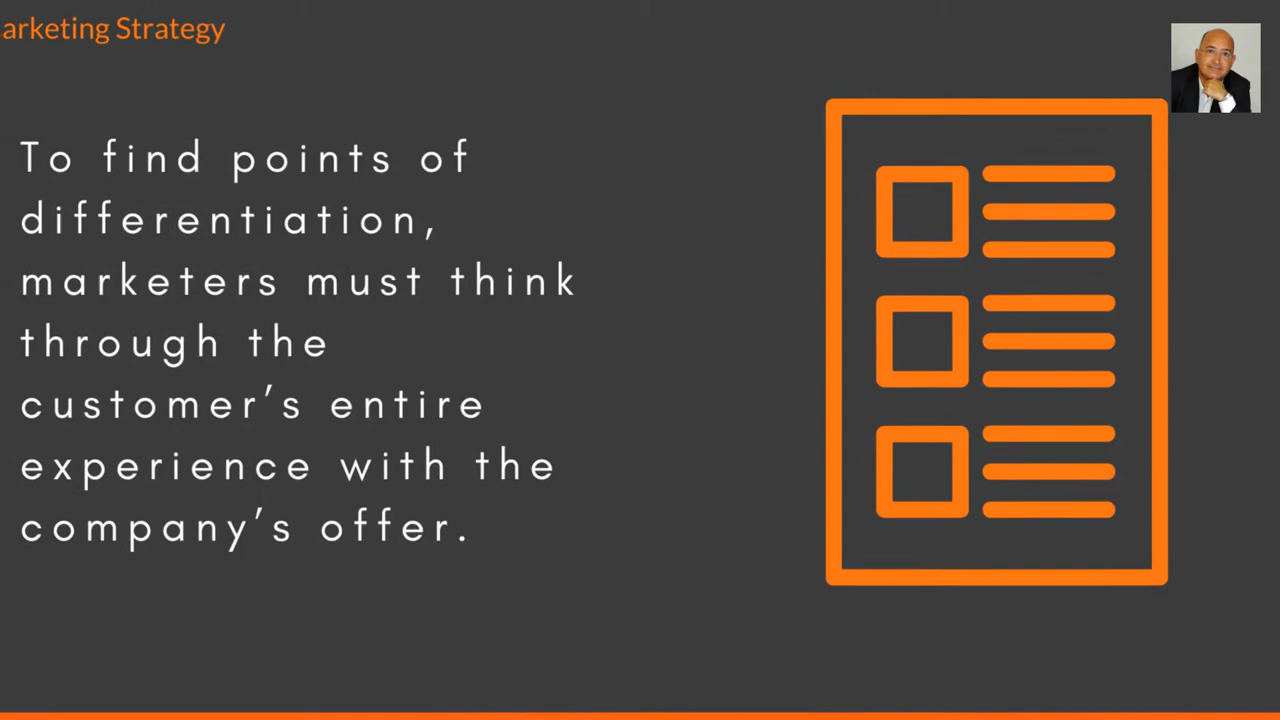 arketing Strategy
To find points of
differentiation,
marketers must think
through the
customer’s entire
experience with the
company’s offer.